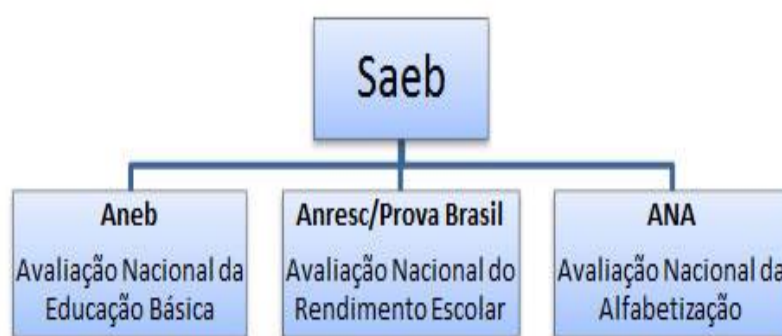 Saeb
Aneb
Avaliação Nacional da
Educação Básica
Anresc/Prova Brasil
Avaliação Nacional do
Rendimento Escolar
ANA
Avaliação Nacional da
Alfabetização